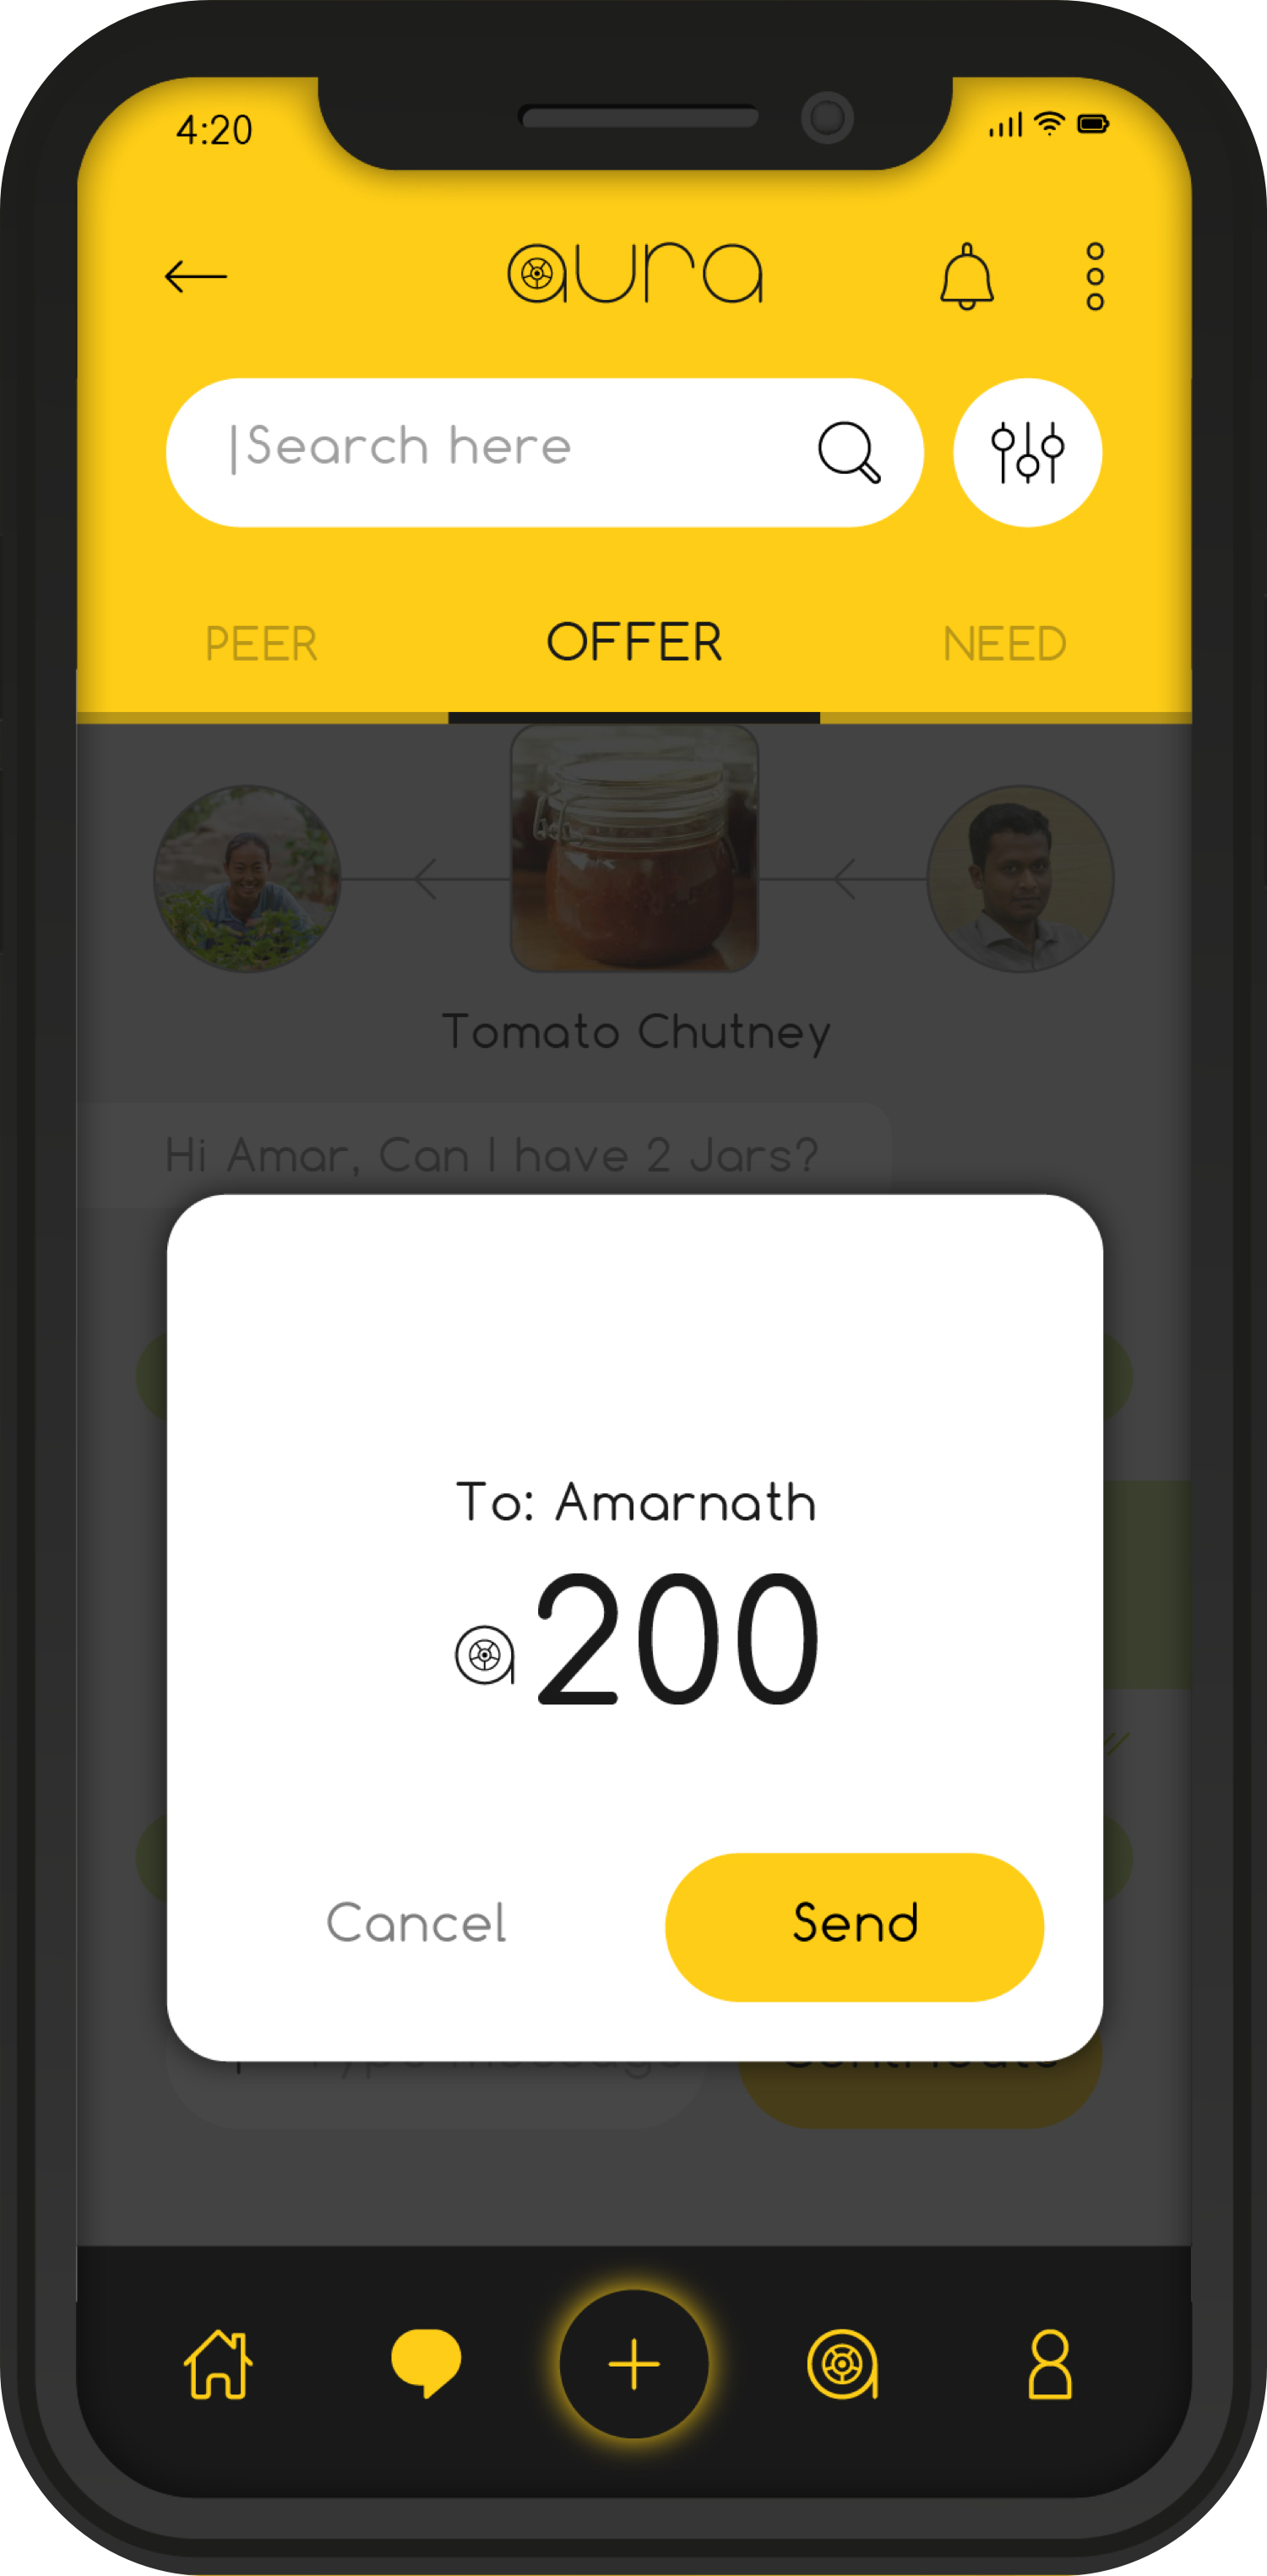 4:20
aura
Search here
PEER OFFER NEED
Tomato Chutney
Hi Amar, Can I have 2 Jars?
To: Amarnath
200
Cancel Send